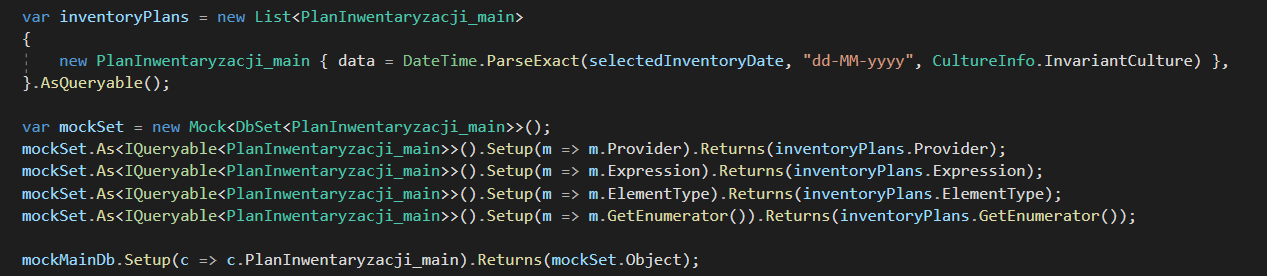 var inventoryPlans = new List<PlanInwentaryzacji_main>
{
    new PlanInwentaryzacji_main { data = DateTime.ParseExact(selectedInventoryDate, "dd-MM-yyyy", CultureInfo.InvariantCulture) },
}.AsQueryable();

var mockSet = new Mock<DbSet<PlanInwentaryzacji_main>>();
mockSet.As<IQueryable<PlanInwentaryzacji_main>>().Setup(m => m.Provider).Returns(inventoryPlans.Provider);
mockSet.As<IQueryable<PlanInwentaryzacji_main>>().Setup(m => m.Expression).Returns(inventoryPlans.Expression);
mockSet.As<IQueryable<PlanInwentaryzacji_main>>().Setup(m => m.ElementType).Returns(inventoryPlans.ElementType);
mockSet.As<IQueryable<PlanInwentaryzacji_main>>().Setup(m => m.GetEnumerator()).Returns(inventoryPlans.GetEnumerator());

mockMainDb.Setup(c => c.PlanInwentaryzacji_main).Returns(mockSet.Object);